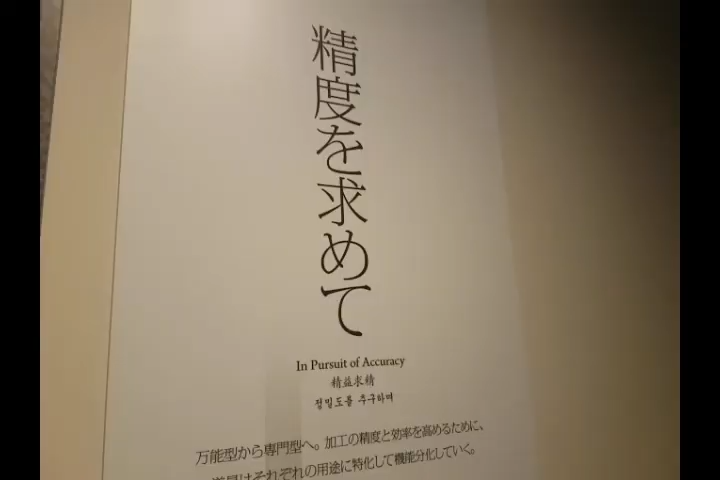 精度を求めて
In Pursuit of Accuracy
精益求精
정밀도를 추구하며
万能型から専門型へ。加工の精度と効率を高めるために、
道具はそれぞれの用途に特化して機能分化していく。